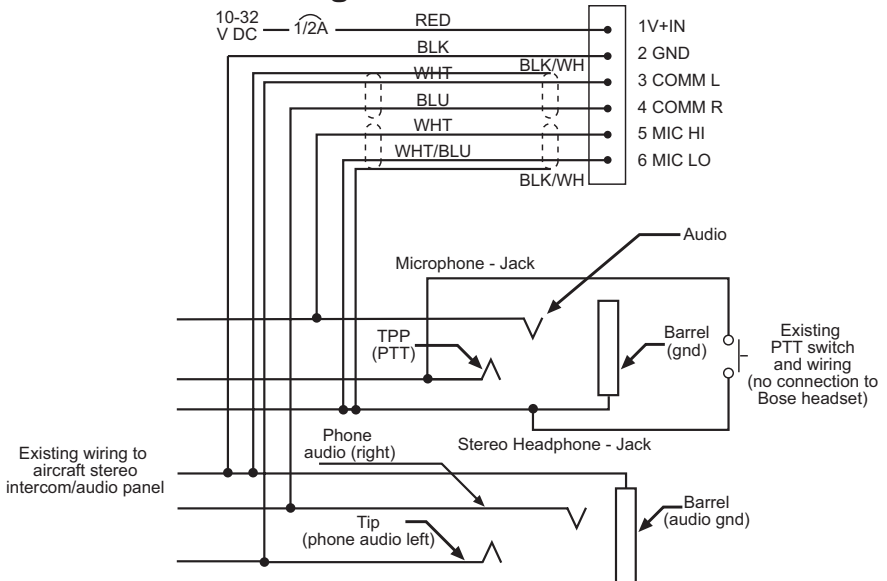 10-32
V DC
1/2A
RED
1V+IN
BLK
2 GND
BLK/WH
WHT
3 COMM L
BLU
4 COMM R
WHT
5 MIC HI
WHT/BLU
6 MIC LO
BLK/WH
Audio
Microphone - Jack
TPP
(PTT)
Barrel
(gnd)
Existing
PTT switch
and wiring
(no connection to
Bose headset)
Stereo Headphone - Jack
Phone
audio (right)
Existing wiring to
aircraft stereo
intercom/audio panel
Tip
(phone audio left)
Barrel
(audio gnd)